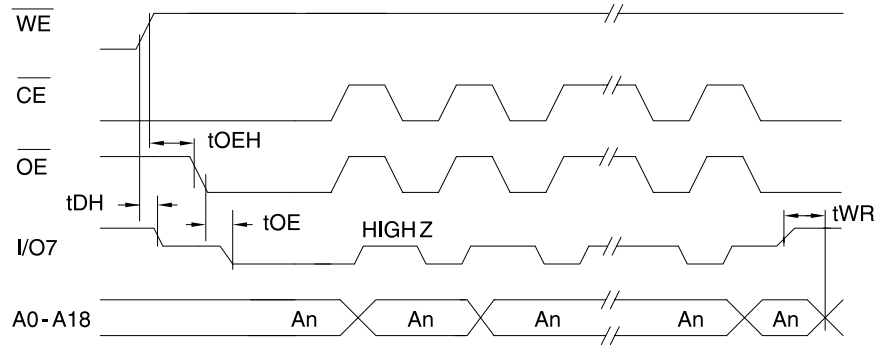 WE
CE
tOEH
OE
tDH
tOE
tWR
I/O7
HIGH Z
A0 - A18
An
An
An
An
An